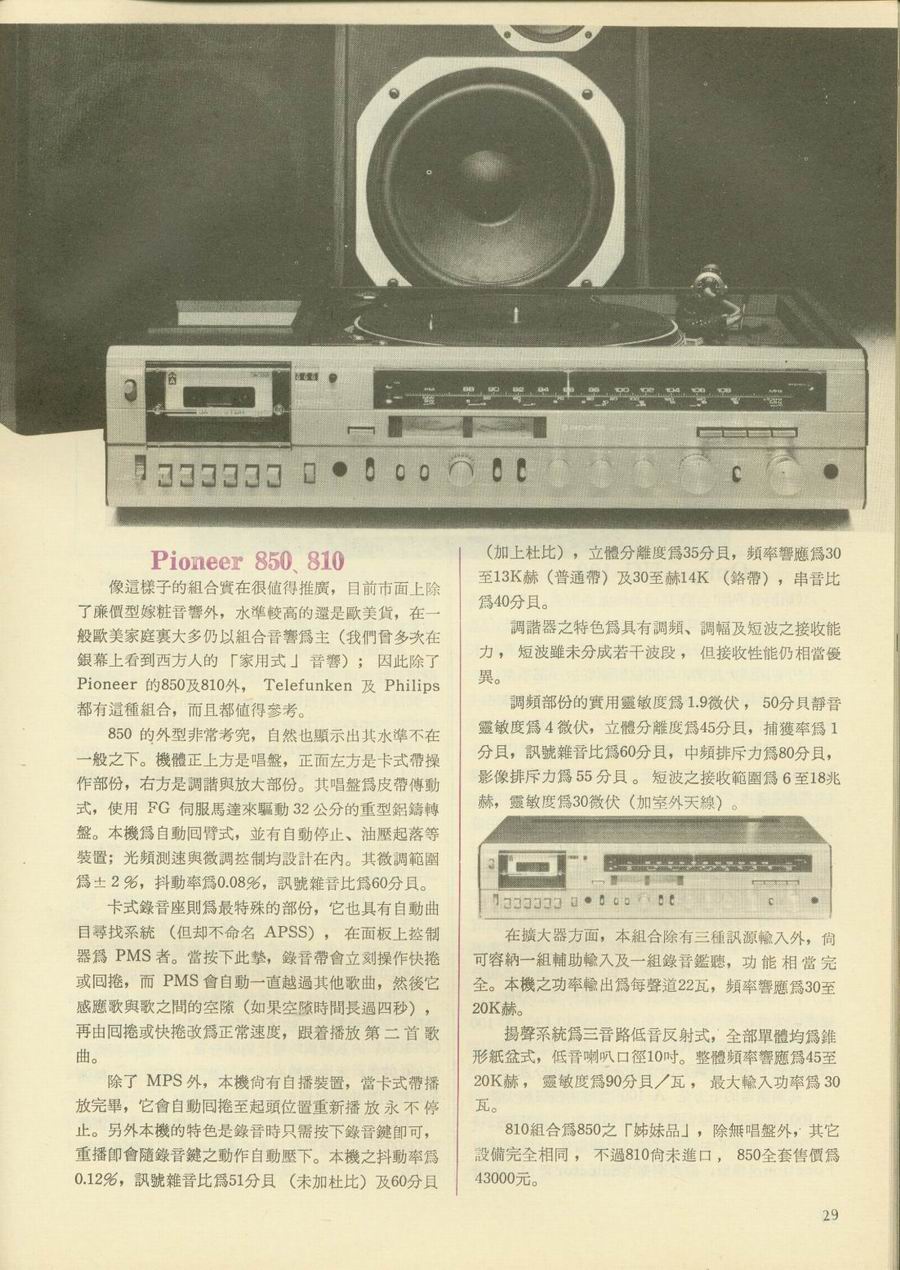 Pioneer 850、810
像這樣子的組合實在很值得推廣，目前市面上除
了廉價型嫁粧音響外，水準較高的還是歐美貨，在一
般歐美家庭裏大多仍以組合音響爲主（我們曾多次在
銀幕上看到西方人的「家用式」音響）；因此除了
Pioneer 的850及810外， Telefunken 及 Philips
都有這種組合，而且都值得參考。
850 的外型非常考究，自然也顯示出其水準不在
一般之下。機體正上方是唱盤，正面左方是卡式帶操
作部份，右方是調諧與放大部份。其唱盤爲皮帶傳動
式，使用 FG 伺服馬達來驅動 32 公分的重型鋁鑄轉
盤。本機爲自動回臂式，並有自動停止、油壓起落等
裝置；光頻測速與微調控制均設計在內。其微調範圍
爲±2％，抖動率爲0.08％，訊號雜音比爲60分貝。
卡式錄音座則爲最特殊的部份，它也具有自動曲
目尋找系統（但却不命名 APSS），在面板上控制
器爲 PMS 者。當按下此摯，錄音帶會立刻操作快捲
或回捲，而 PMS 會自動一直越過其他歌曲，然後它
感應歌與歌之間的空隙（如果空隙時間長過四秒），
再由回捲或快捲改爲正常速度，跟着播放第二首歌
曲。
除了 MPS 外，本機尙有自播裝置，當卡式帶播
放完畢，它會自動回捲至起頭位置重新播放永不停
止。另外本機的特色是錄音時只需按下錄音鍵卽可，
重播卽會隨錄音鍵之動作自動壓下。本機之抖動率爲
0.12％，訊號雜音比爲51分貝（未加杜比）及60分貝
（加上杜比），立體分離度爲35分貝，頻率響應爲30
至13K赫（普通帶）及30至赫14K （鉻帶），串音比
爲40分貝。
調諧器之特色爲具有調頻、調幅及短波之接收能
力，短波雖未分成若干波段，但接收性能仍相當優
異。
調頻部份的實用靈敏度爲 1.9微伏，50分貝靜音
靈敏度爲 4 微伏，立體分離度爲45分貝，捕獲率爲 1
分貝，訊號雜音比爲60分貝，中頻排斥力爲80分貝，
影像排斥力爲 55 分貝。短波之接收範圍爲 6 至18兆
赫，靈敏度爲30微伏（加室外天線）。
在擴大器方面，本組合除有三種訊源輸入外，尙
可容納一組輔助輸入及一組錄音鑑聽，功能相當完
全。本機之功率輸出爲每聲道22瓦，頻率響應爲30至
20K赫。
揚聲系統爲三音路低音反射式，全部單體均爲錐
形紙盆式，低音喇叭口徑10吋。整體頻率響應爲45至
20K赫，靈敏度爲90分貝／瓦，最大輸入功率爲 30
瓦。
810組合爲850之「姊妹品」，除無唱盤外，其它
設備完全相同，不過810尙未進口，850全套售價爲
43000元。
29